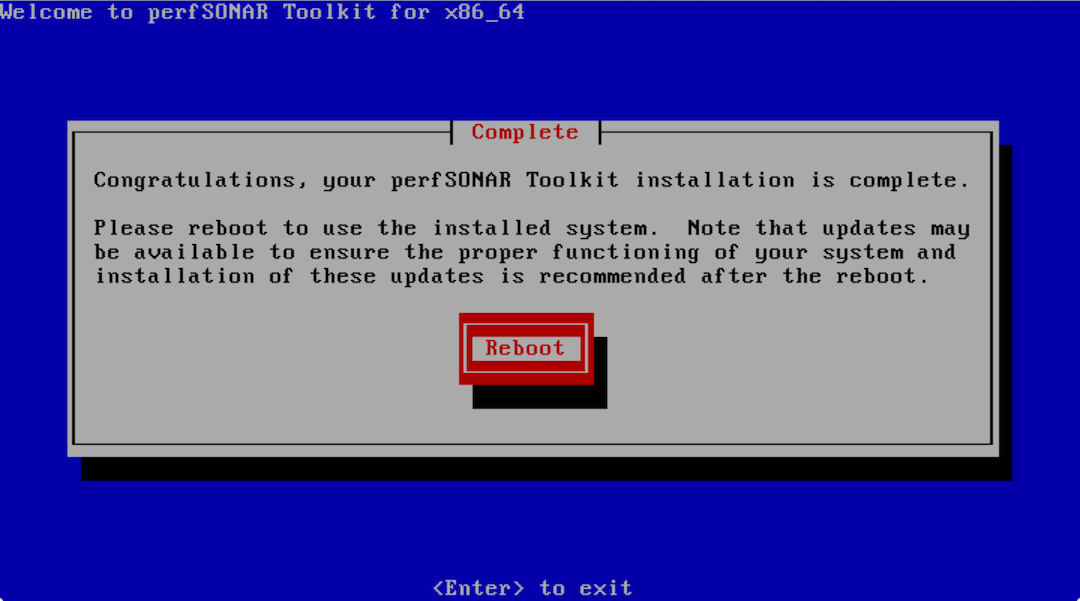 Welcome to perfSONAR Toolkit for x86_64
Complete
Congratulations, your perfSONAR Toolkit installation is complete.
Please reboot to use the installed system.  Note that updates may
be available to ensure the proper functioning of your system and
installation of these updates is recommended after the reboot.
Reboot
<Enter> to exit